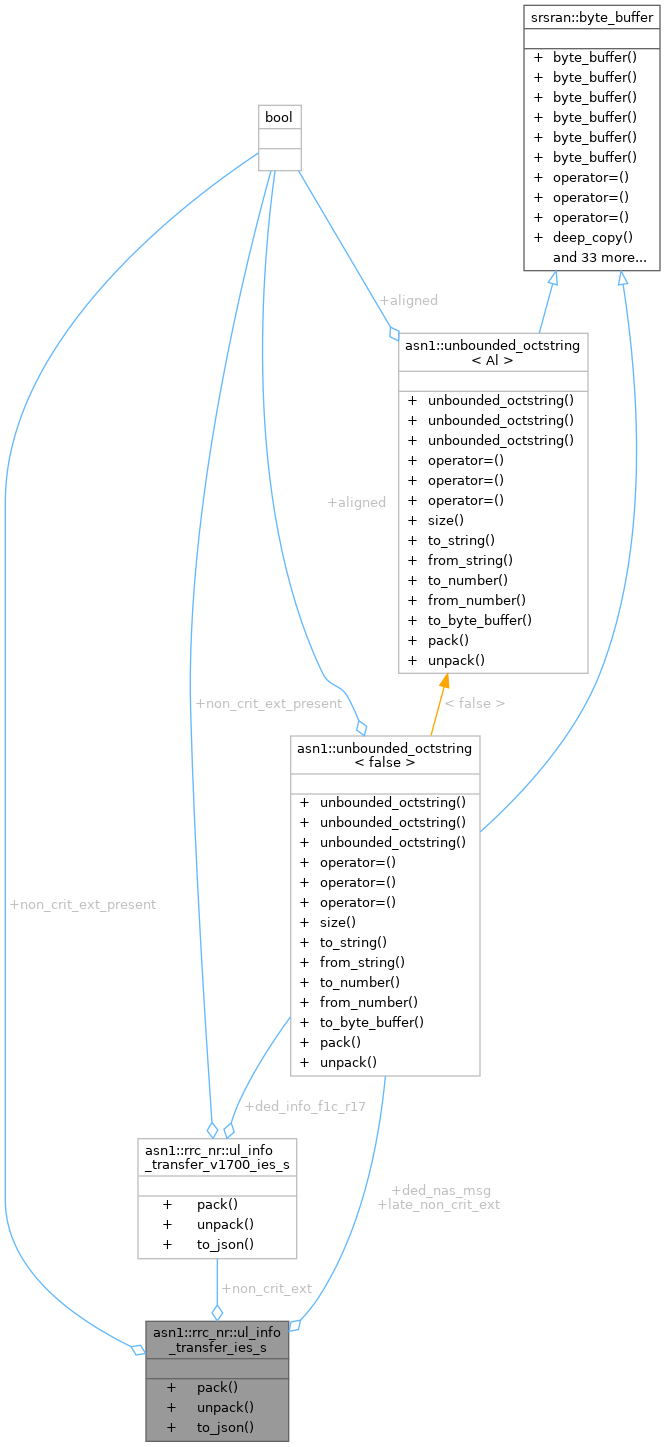 srsran::byte_buffer
+ byte_buffer()
+ byte_buffer()
+ byte_buffer()
+ byte_buffer()
+ byte_buffer()
+ byte_buffer()
+ operator=()
+ operator=()
+ operator=()
+ deep_copy()
and 33 more...
bool
+aligned
asn1::unbounded_octstring
< Al >
+ unbounded_octstring()
+ unbounded_octstring()
+ unbounded_octstring()
+ operator=()
+ operator=()
+ operator=()
+ size()
+ to_string()
+ from_string()
+ to_number()
+ from_number()
+ to_byte_buffer()
+ pack()
+ unpack()
+aligned
+non_crit_ext_present
< false >
asn1::unbounded_octstring
< false >
+ unbounded_octstring()
+ unbounded_octstring()
+ unbounded_octstring()
+ operator=()
+ operator=()
+ operator=()
+ size()
+ to_string()
+ from_string()
+ to_number()
+ from_number()
+ to_byte_buffer()
+ pack()
+ unpack()
+non_crit_ext_present
+ded_info_f1c_r17
asn1::rrc_nr::ul_info
_transfer_v1700_ies_s
+ pack()
+ unpack()
+ to_json()
+ded_nas_msg
+late_non_crit_ext
+non_crit_ext
asn1::rrc_nr::ul_info
_transfer_ies_s
+ pack()
+ unpack()
+ to_json()